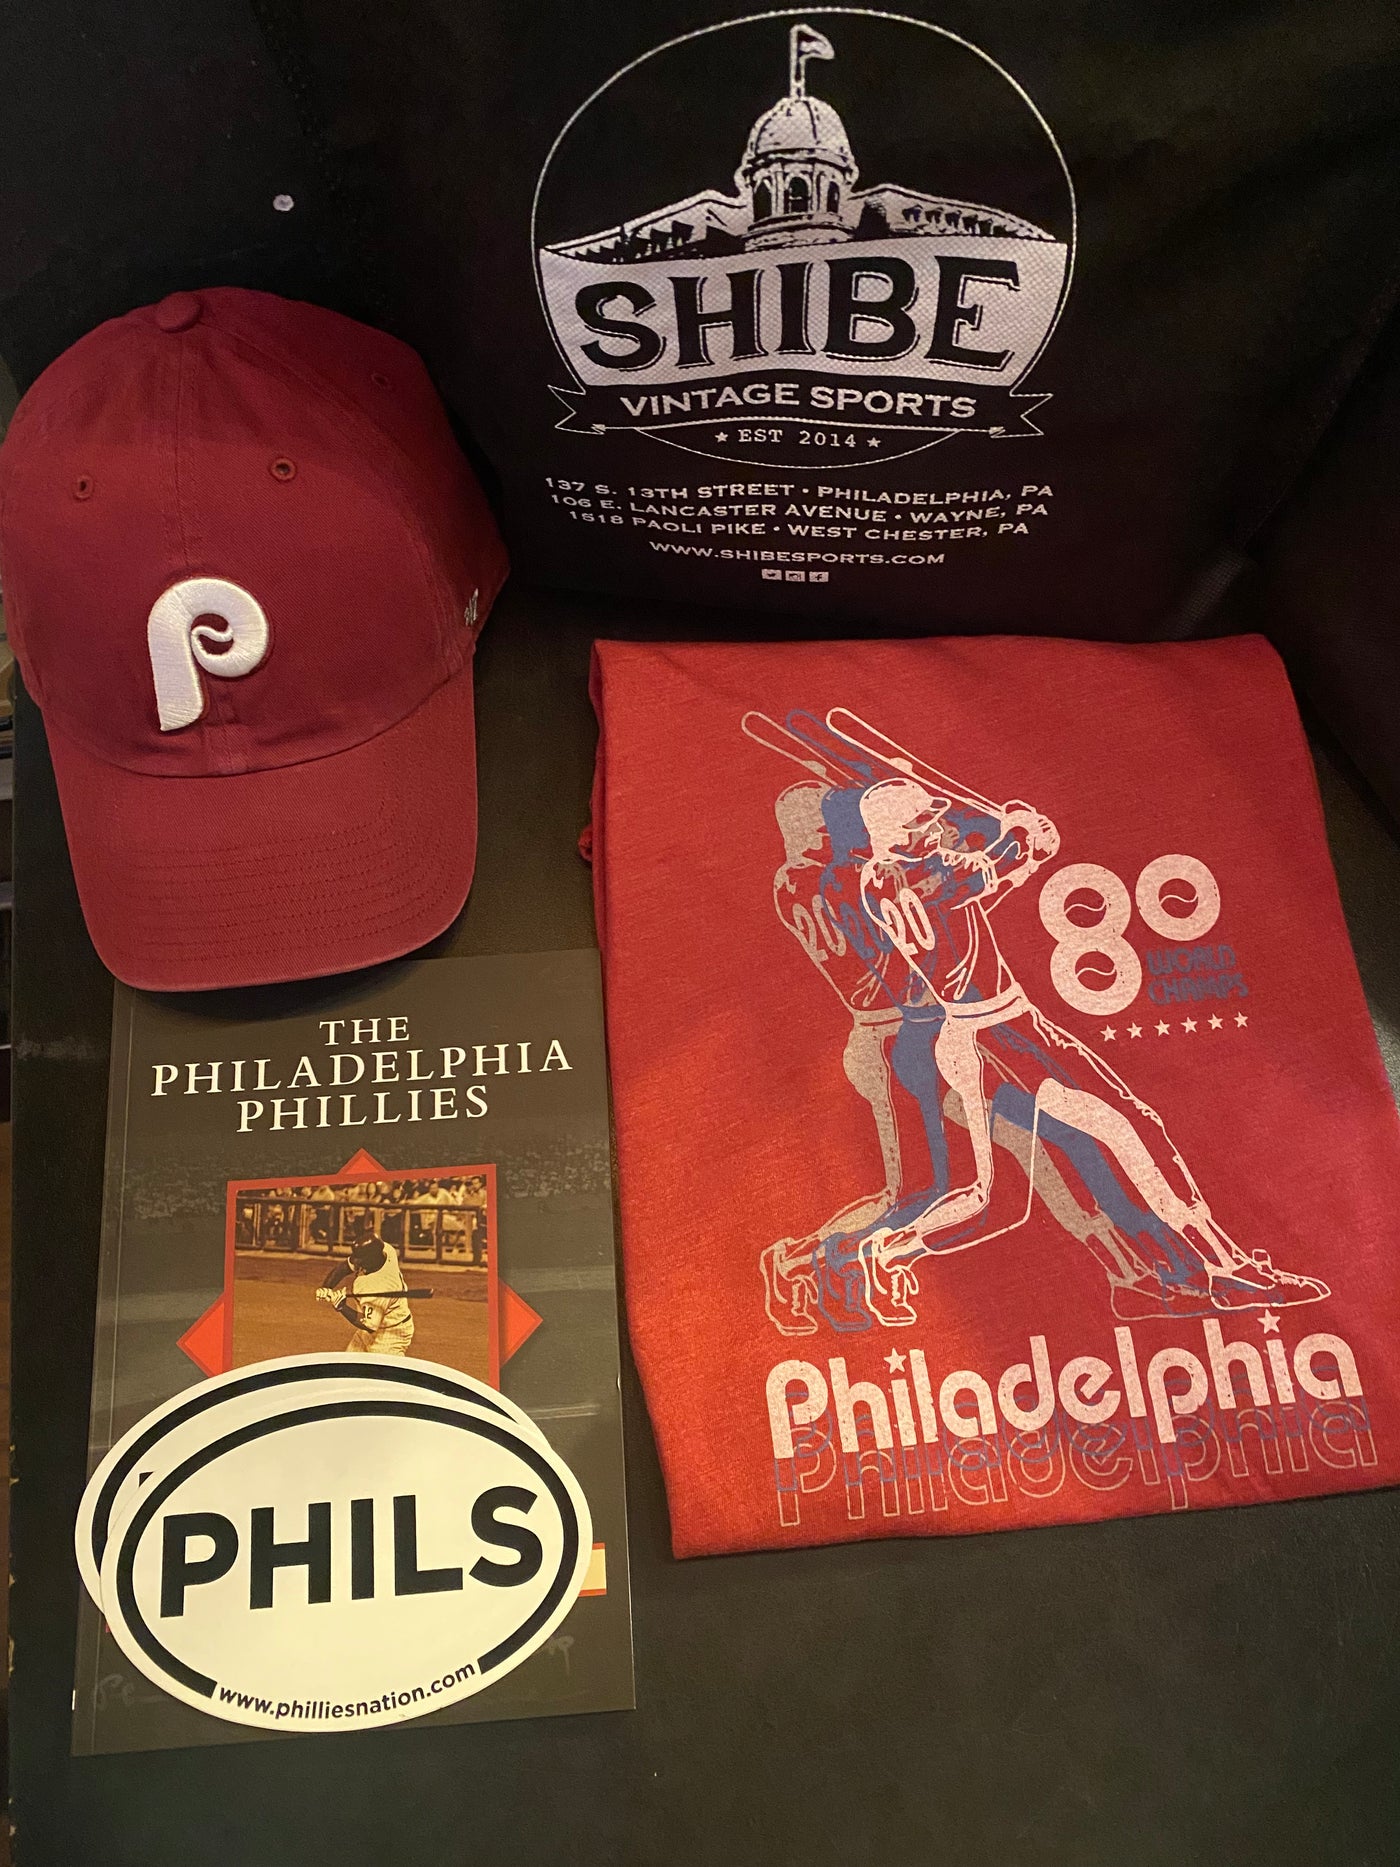 SHIBE
VINTAGE SPORTS
★ EST 2014 ★
137 S. 13TH STREET • PHILADELPHIA, PA
106 E. LANCASTER AVENUE • WAYNE, PA
1518 PAOLI PIKE • WEST CHESTER, PA
WWW.SHIBESPORTS.COM
P
20 20 20
80
WORLD
CHAMPS
Philadelphia
Philadelphia
THE
PHILADELPHIA
PHILLIES
12
PHILS
www.philliesnation.com